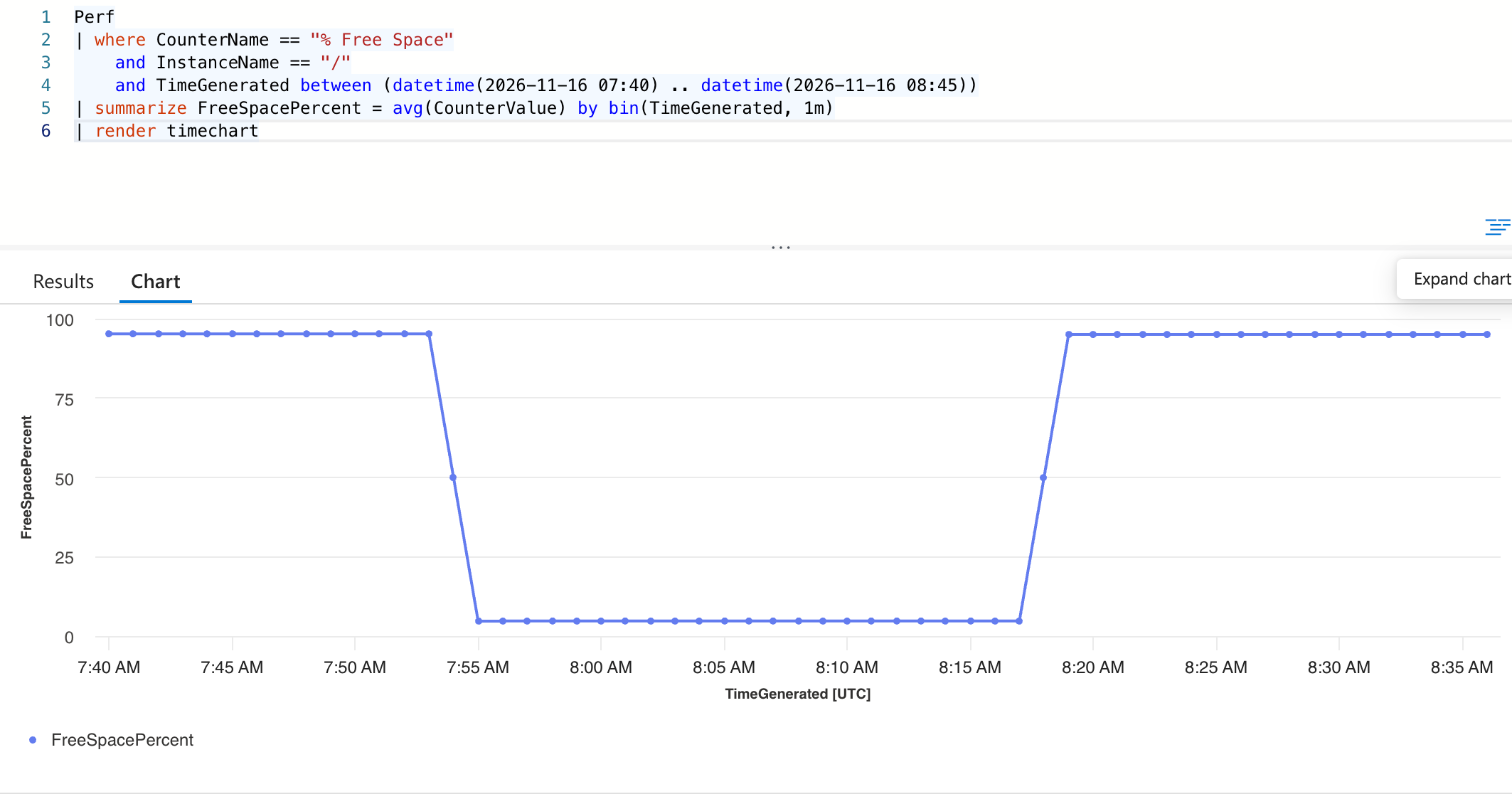 1 Perf
2 | where CounterName == "% Free Space"
3     and InstanceName == "/"
4     and TimeGenerated between (datetime(2026-11-16 07:40) .. datetime(2026-11-16 08:45))
5 | summarize FreeSpacePercent = avg(CounterValue) by bin(TimeGenerated, 1m)
6 | render timechart
...
Results Chart
Expand chart
100
75
50
25
0
FreeSpacePercent
7:40 AM 7:45 AM 7:50 AM 7:55 AM 8:00 AM 8:05 AM 8:10 AM 8:15 AM 8:20 AM 8:25 AM 8:30 AM 8:35 AM
TimeGenerated [UTC]
FreeSpacePercent